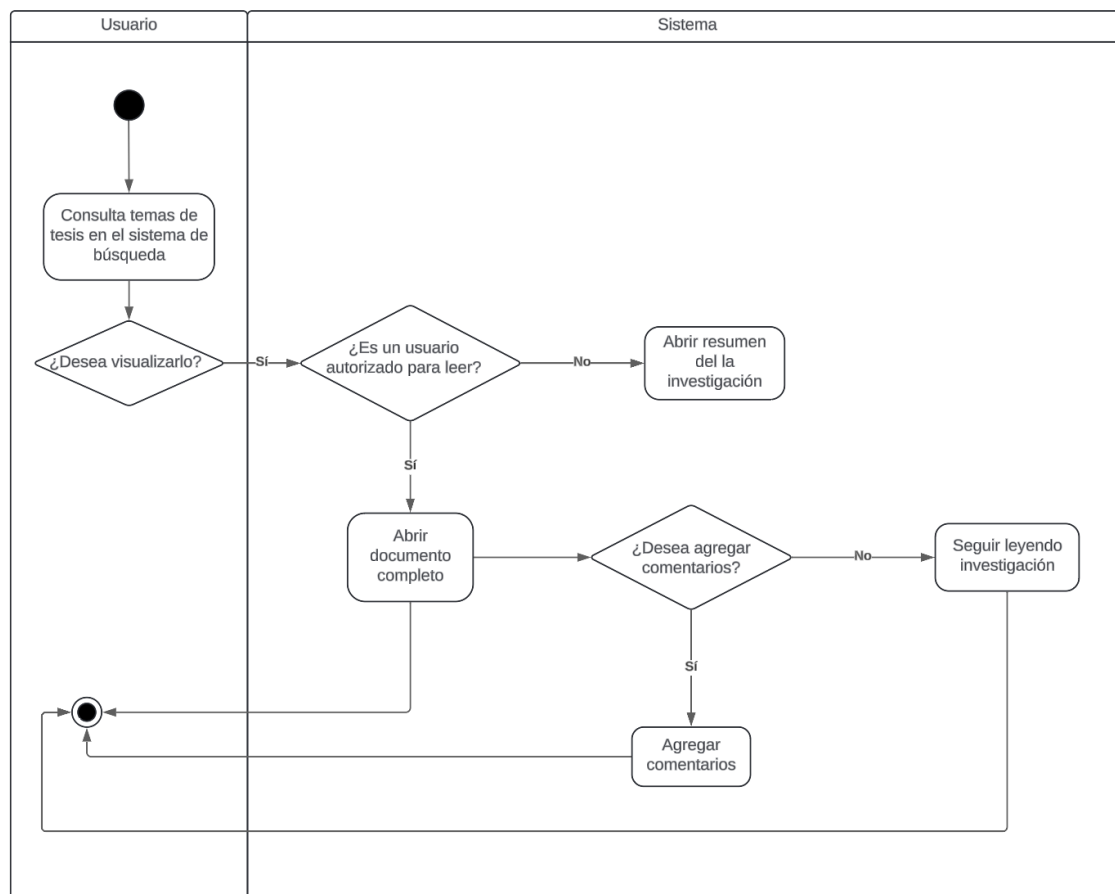 Usuario
Sistema
Consulta temas de
tesis en el sistema de
búsqueda
¿Desea visualizarlo?
Sí
¿Es un usuario
autorizado para leer?
No
Abrir resumen
del la
investigación
Sí
Abrir
documento
completo
¿Desea agregar
comentarios?
No
Seguir leyendo
investigación
Sí
Agregar
comentarios